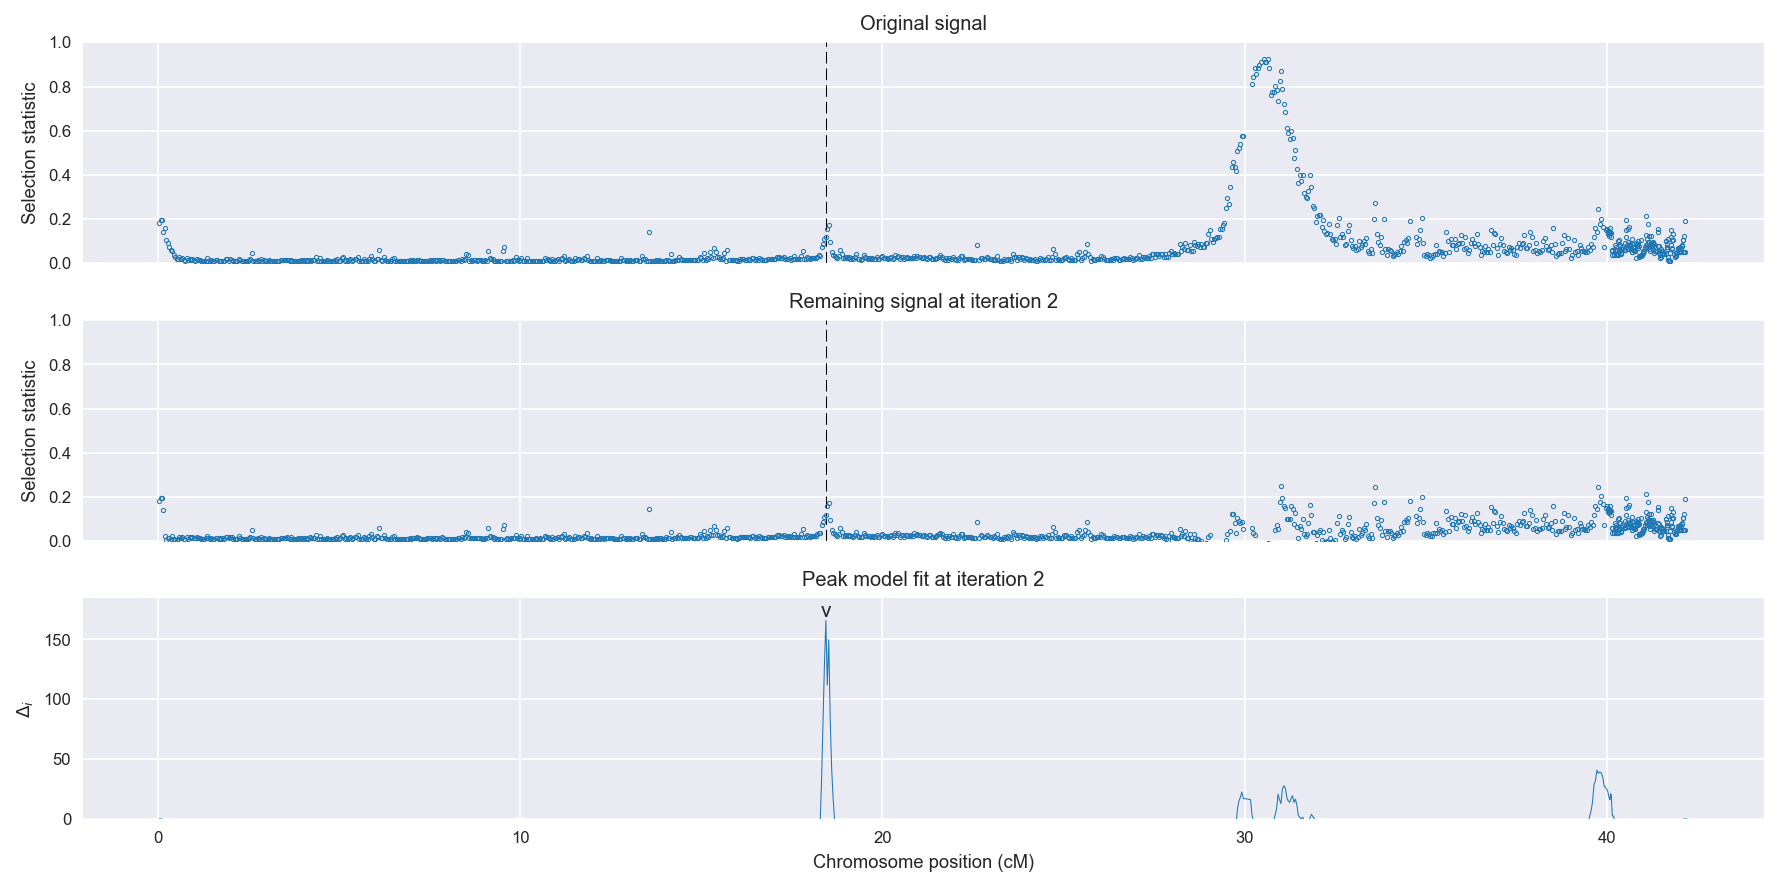 Original signal
1.0
0.8
0.6
0.4
0.2
0.0
Selection statistic
Remaining signal at iteration 2
1.0
0.8
0.6
0.4
0.2
0.0
Selection statistic
Peak model fit at iteration 2
v
150
100
50
0
Δi
0 10 20 30 40
Chromosome position (cM)